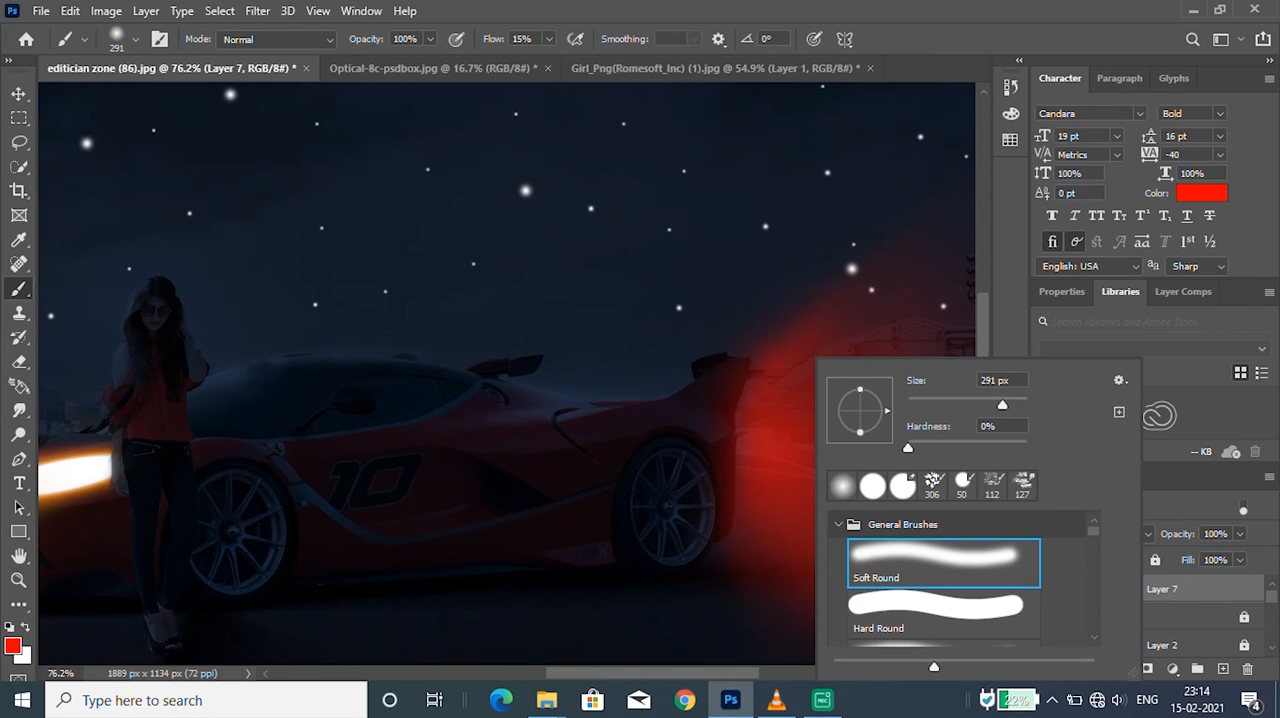 Ps File Edit Image Layer Type Select Filter 3D View Window Help
291 Mode: Normal Opacity: 100% Flow: 15% Smoothing: 0°
editician zone (86).jpg @ 76.2% (Layer 7, RGB/8#) * × Optical-8c-psdbox.jpg @ 16.7% (RGB/8#) * × Girl_Png(Romesoft_Inc) (1).jpg @ 54.9% (Layer 1, RGB/8#) * ×
Character Paragraph Glyphs
Candara Bold
19 pt 16 pt
Metrics -40
100% 100%
0 pt Color:
English: USA Sharp
Properties Libraries Layer Comps
Search Libraries and Adobe Stock
10
Size: 291 px
Hardness: 0%
306 50 112 127
General Brushes
Soft Round
Hard Round
-- KB
Opacity: 100%
Fill: 100%
Layer 7
Layer 2
76.2% 1889 px x 1134 px (72 ppi)
Type here to search
Ps
22%
ENG
23:14
15-02-2021
4